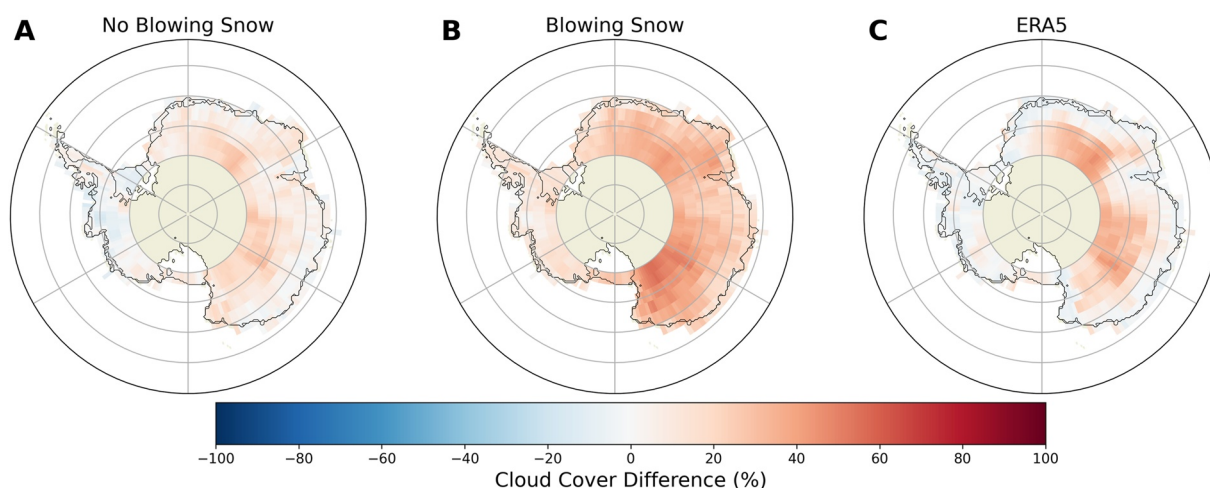 A No Blowing Snow
B Blowing Snow
C ERA5
−100 −80 −60 −40 −20 0 20 40 60 80 100
Cloud Cover Difference (%)